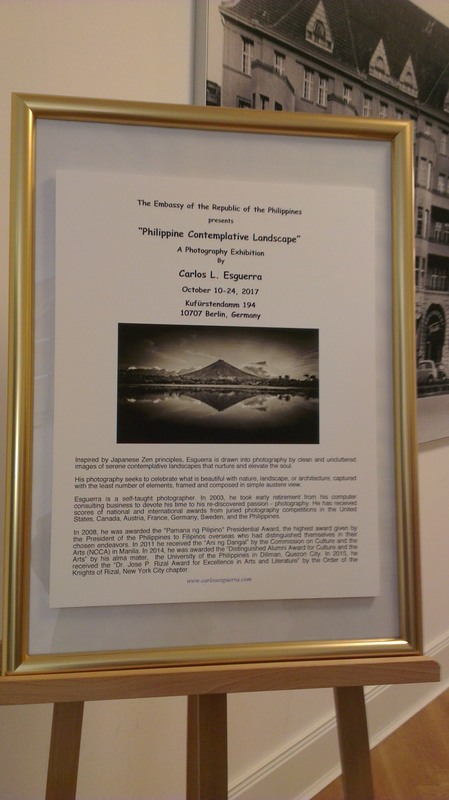 The Embassy of the Republic of the Philippines
presents
"Philippine Contemplative Landscape"
A Photography Exhibition
By
Carlos L. Esguerra
October 10-24, 2017
Kufürstendamm 194
10707 Berlin, Germany
Inspired by Japanese Zen principles, Esguerra is drawn into photography by clean and uncluttered
images of serene contemplative landscapes that nurture and elevate the soul.
His photography seeks to celebrate what is beautiful with nature, landscape, or architecture, captured
with the least number of elements, framed and composed in simple austere view.
Esguerra is a self-taught photographer. In 2003, he took early retirement from his computer
consulting business to devote his time to his re-discovered passion - photography. He has received
scores of national and international awards from juried photography competitions in the United
States, Canada, Austria, France, Germany, Sweden, and the Philippines.
In 2008, he was awarded the "Pamana ng Pilipino" Presidential Award, the highest award given by
the President of the Philippines to Filipinos overseas who had distinguished themselves in their
chosen endeavors. In 2011 he received the "Ani ng Dangal" by the Commission on Culture and the
Arts (NCCA) in Manila. In 2014, he was awarded the "Distinguished Alumni Award for Culture and the
Arts" by his alma mater, the University of the Philippines in Diliman, Quezon City. In 2015, he
received the "Dr. Jose P. Rizal Award for Excellence in Arts and Literature" by the Order of the
Knights of Rizal, New York City chapter.
www.carlosesguerra.com